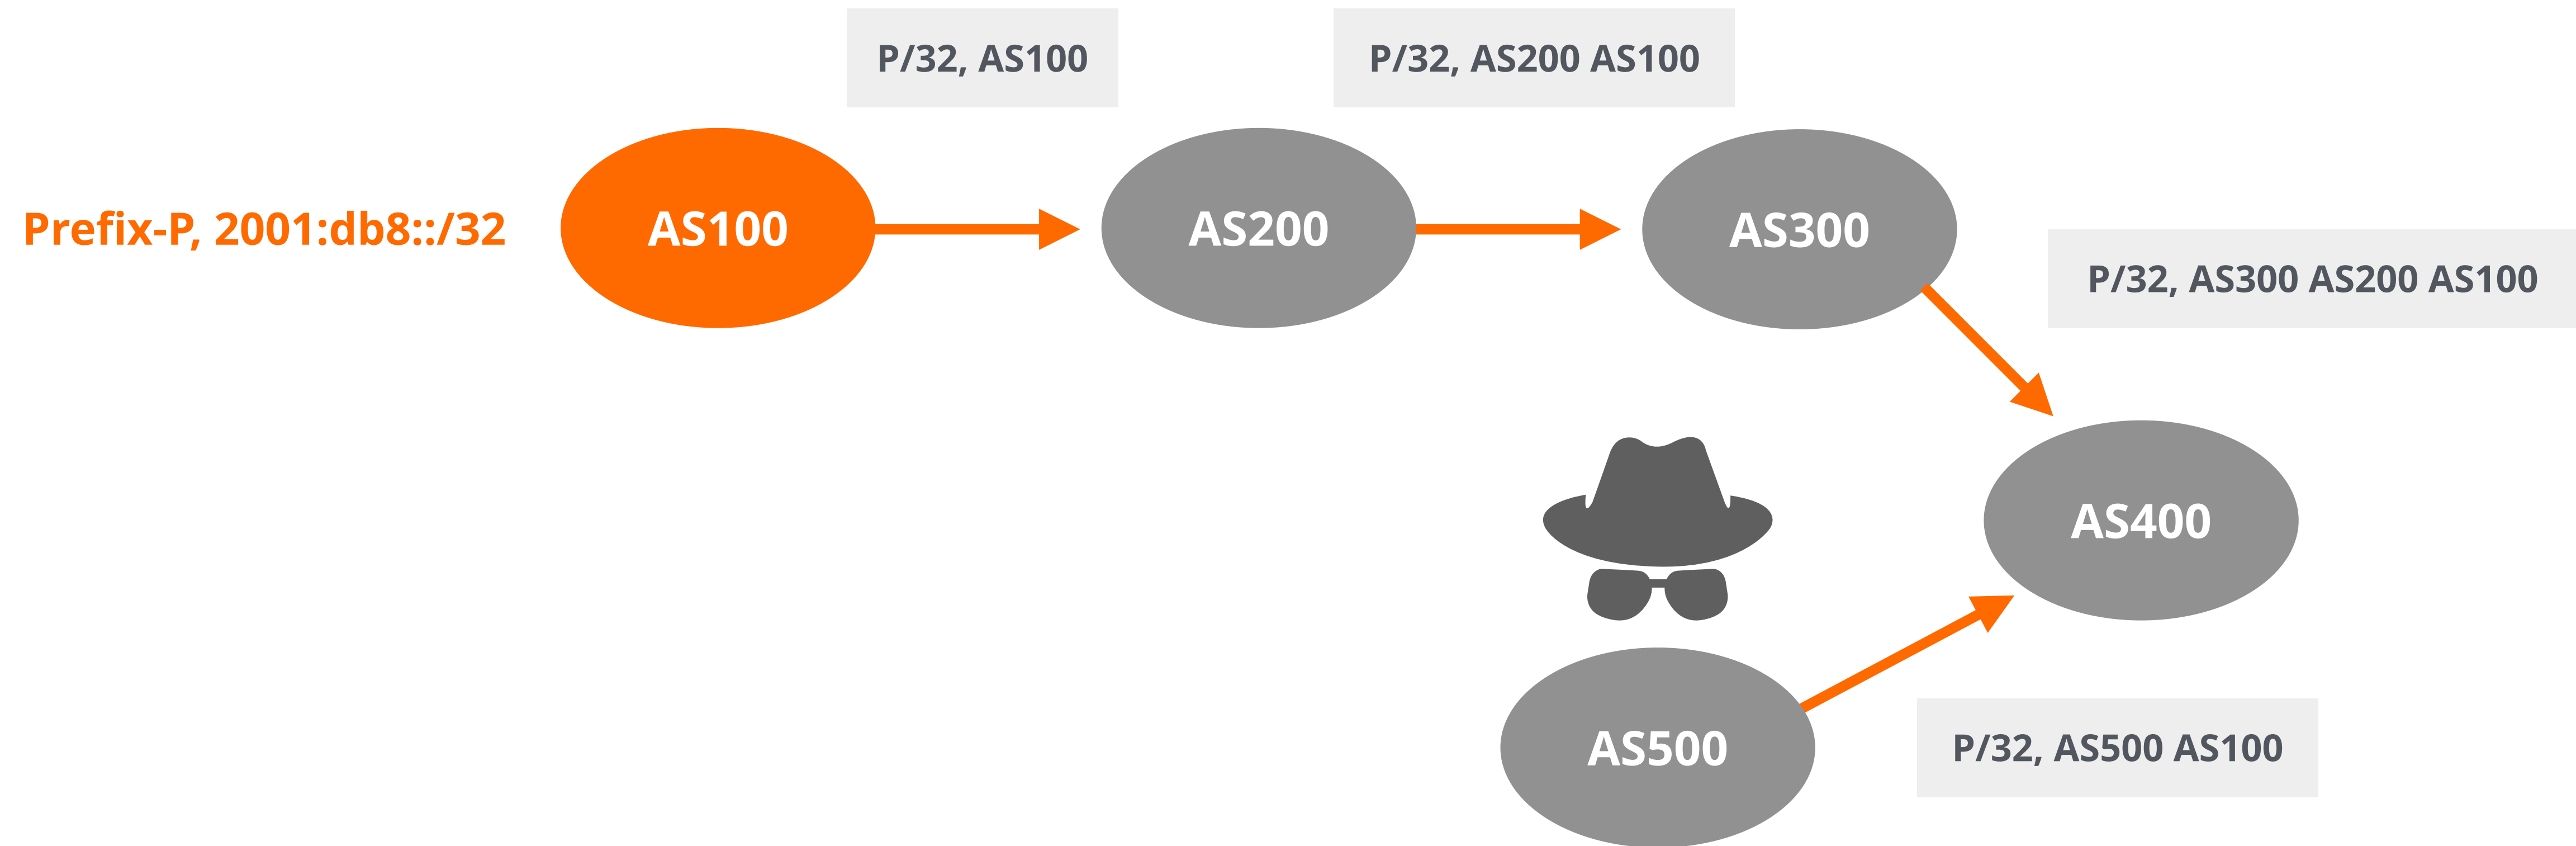 P/32, AS100
P/32, AS200 AS100
Prefix-P, 2001:db8::/32
AS100
AS200
AS300
P/32, AS300 AS200 AS100
AS400
AS500
P/32, AS500 AS100